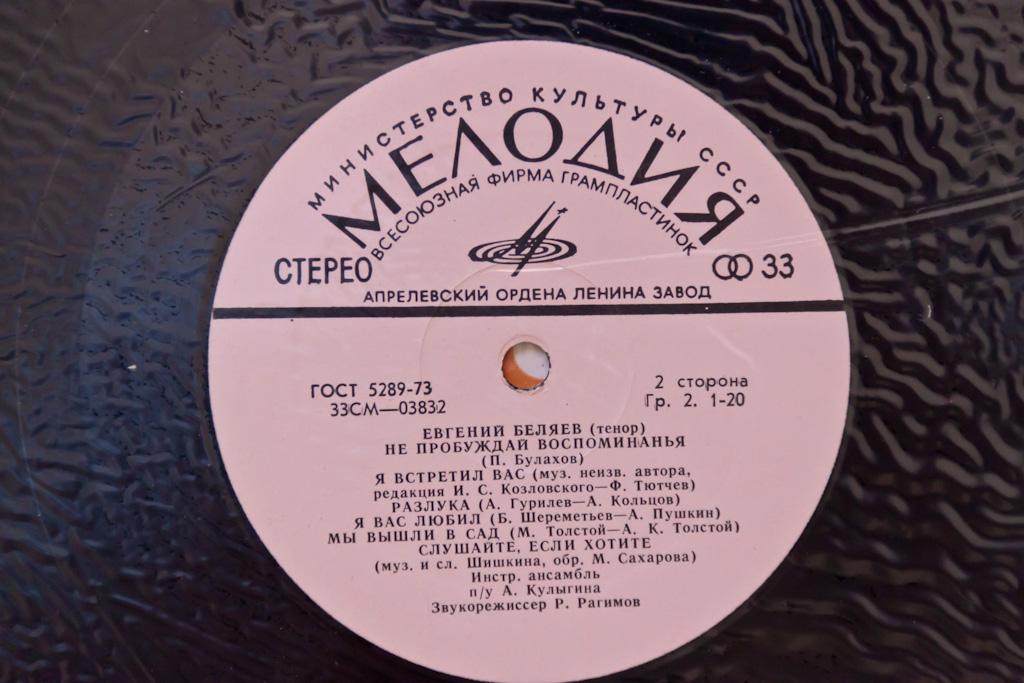 МИНИСТЕРСТВО КУЛЬТУРЫ СССР
МЕЛОДИЯ
ВСЕСОЮЗНАЯ ФИРМА ГРАМПЛАСТИНОК
СТЕРЕО
33
АПРЕЛЕВСКИЙ ОРДЕНА ЛЕНИНА ЗАВОД
ГОСТ 5289-73
33СМ—03832
2 сторона
Гр. 2. 1-20
ЕВГЕНИЙ БЕЛЯЕВ (тенор)
НЕ ПРОБУЖДАЙ ВОСПОМИНАНЬЯ
(П. Булахов)
Я ВСТРЕТИЛ ВАС (муз. неизв. автора,
редакция И. С. Козловского—Ф. Тютчев)
РАЗЛУКА (А. Гурилев—А. Кольцов)
Я ВАС ЛЮБИЛ (Б. Шереметьев—А. Пушкин)
МЫ ВЫШЛИ В САД (М. Толстой—А. К. Толстой)
СЛУШАЙТЕ, ЕСЛИ ХОТИТЕ
(муз. и сл. Шишкина, обр. М. Сахарова)
Инстр. ансамбль
п/у А. Кулыгина
Звукорежиссер Р. Рагимов